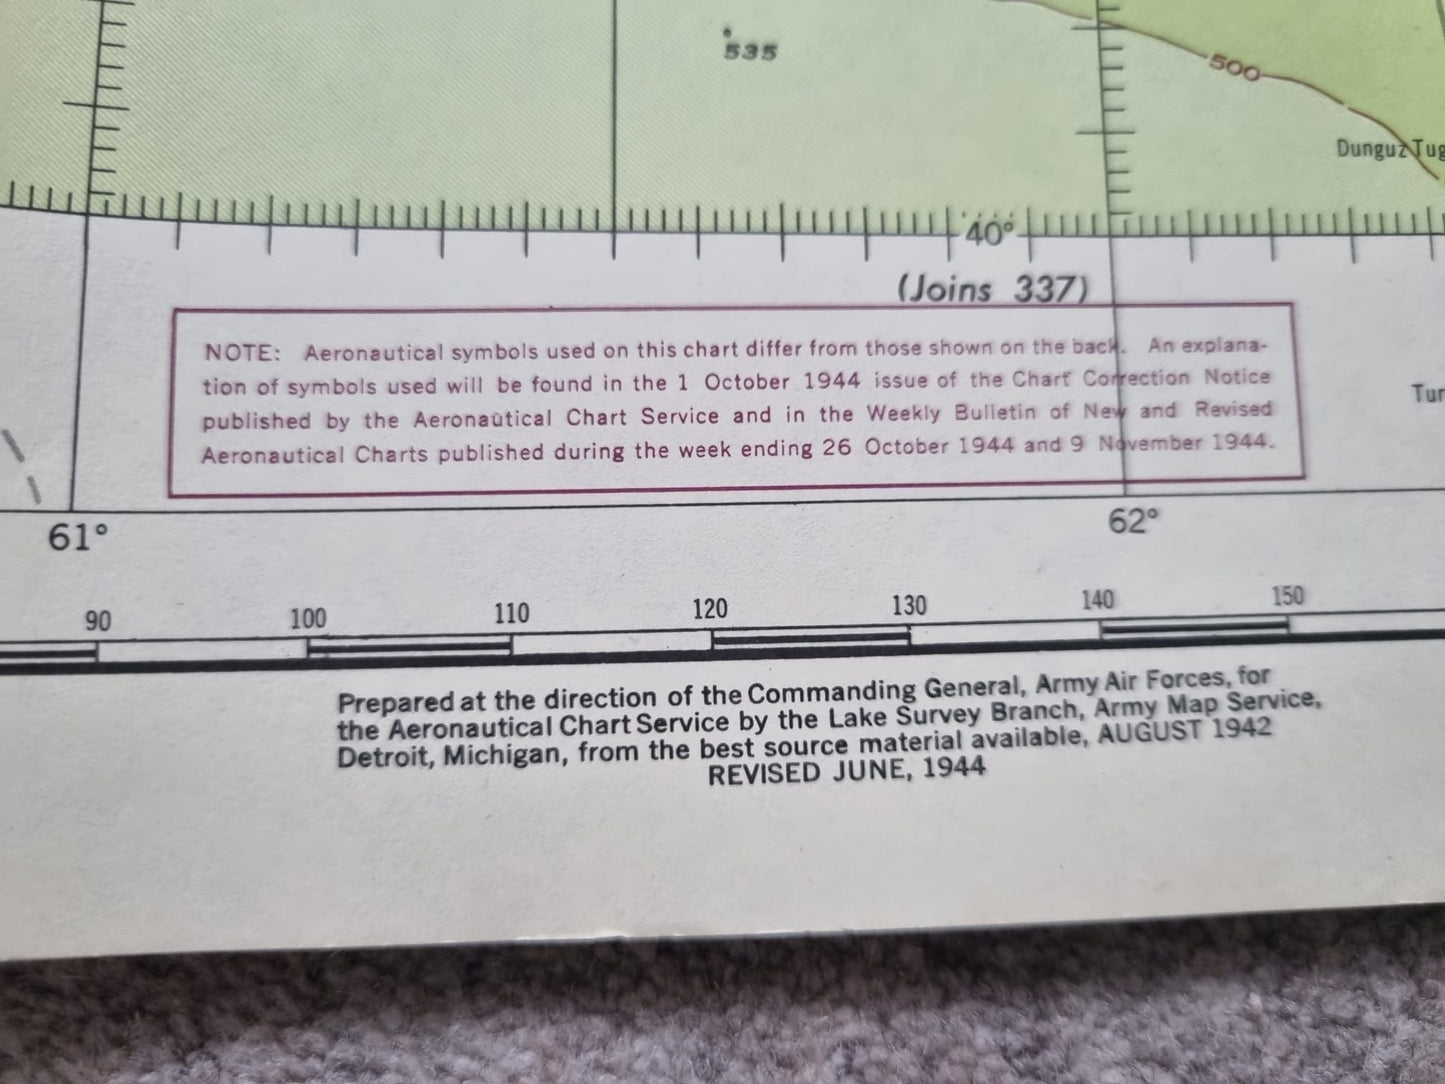 535
500
Dunguz Tug
40°
(Joins 337)
NOTE: Aeronautical symbols used on this chart differ from those shown on the back. An explana-
tion of symbols used will be found in the 1 October 1944 issue of the Chart Correction Notice
published by the Aeronautical Chart Service and in the Weekly Bulletin of New and Revised
Aeronautical Charts published during the week ending 26 October 1944 and 9 November 1944.
Tur
61°
62°
90 100 110 120 130 140 150
Prepared at the direction of the Commanding General, Army Air Forces, for
the Aeronautical Chart Service by the Lake Survey Branch, Army Map Service,
Detroit, Michigan, from the best source material available, AUGUST 1942
REVISED JUNE, 1944